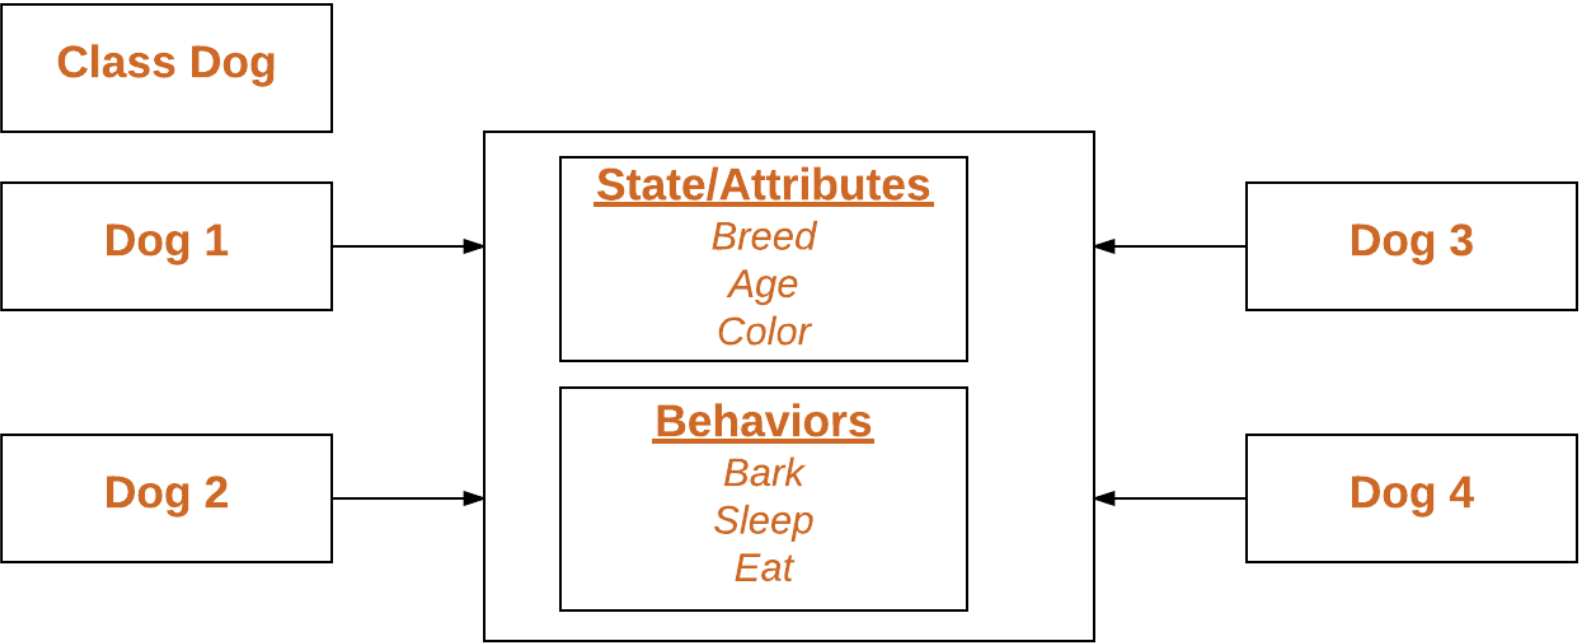 Class Dog
Dog 1
Dog 2
State/Attributes
Breed
Age
Color
Behaviors
Bark
Sleep
Eat
Dog 3
Dog 4